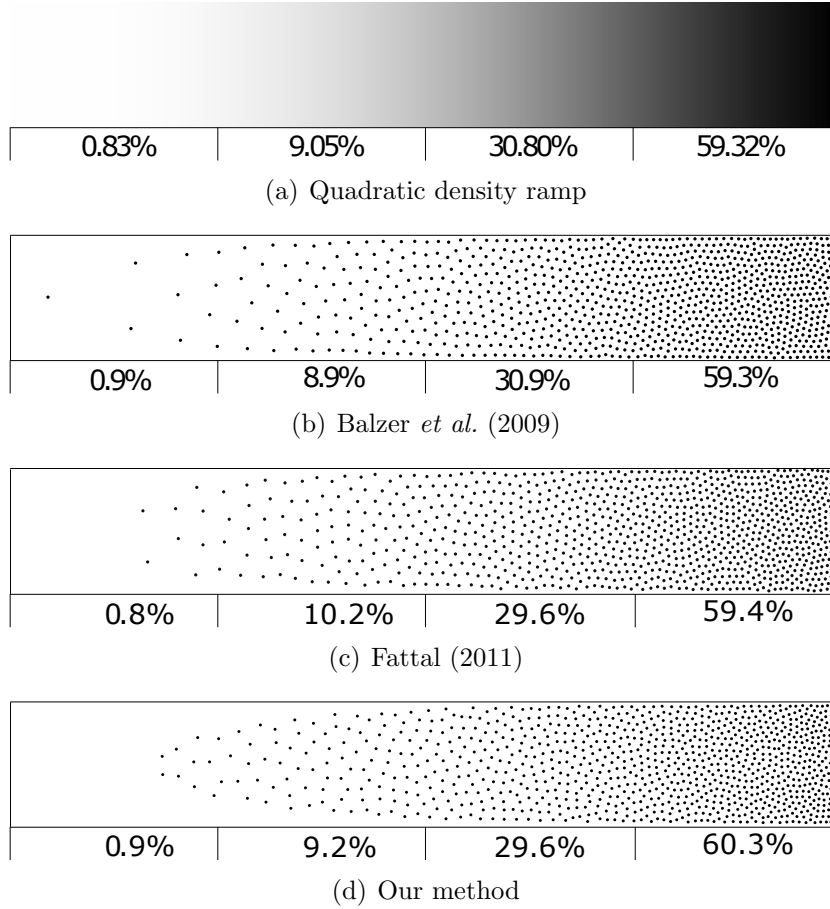 0.83% 9.05% 30.80% 59.32%
(a) Quadratic density ramp
0.9% 8.9% 30.9% 59.3%
(b) Balzer et al. (2009)
0.8% 10.2% 29.6% 59.4%
(c) Fattal (2011)
0.9% 9.2% 29.6% 60.3%
(d) Our method